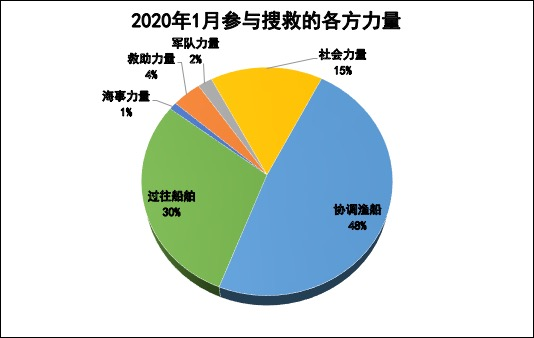 2020年1月参与搜救的各方力量
军队力量
2%
救助力量
4%
社会力量
15%
海事力量
1%
过往船舶
30%
协调渔船
48%